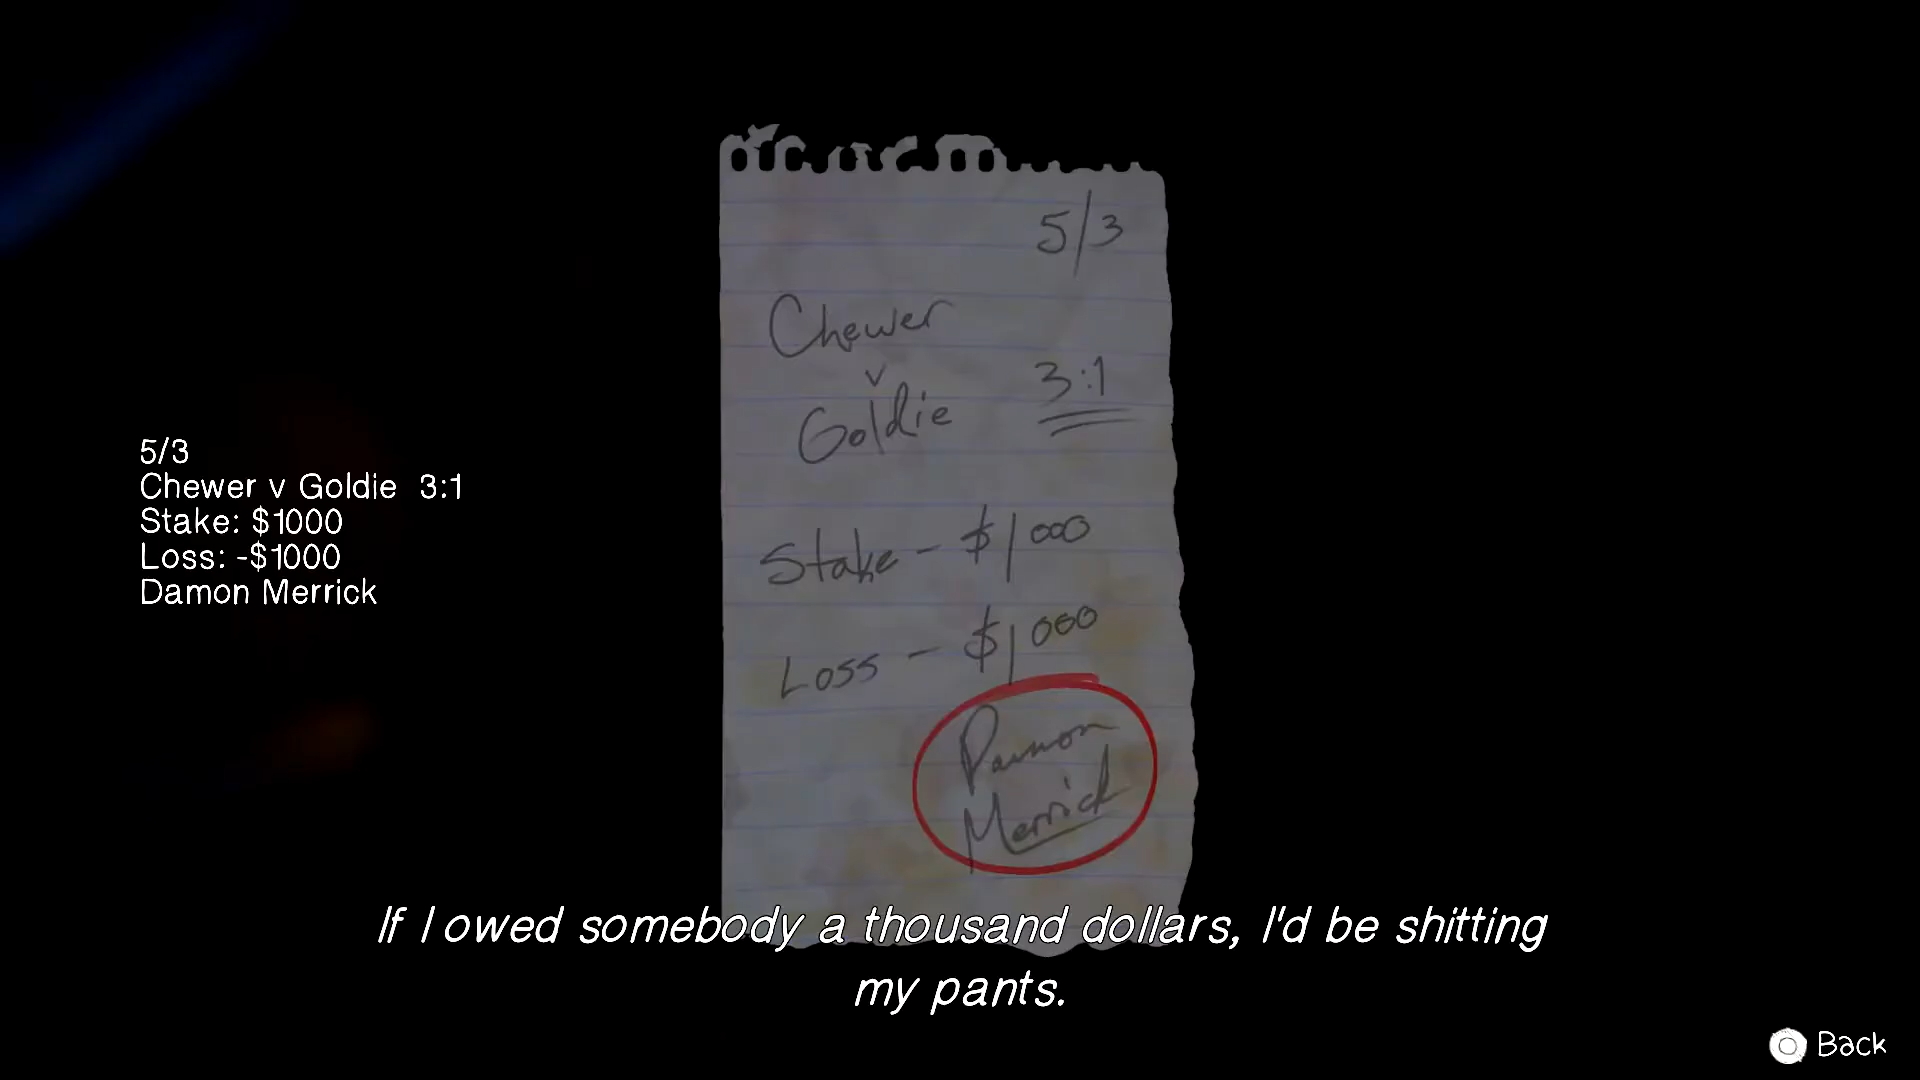 5/3
Chewer
v
Goldie 3:1
Stake - $1000
Loss - $1000
Damon
Merrick
5/3
Chewer v Goldie 3:1
Stake: $1000
Loss: -$1000
Damon Merrick
If I owed somebody a thousand dollars, I'd be shitting
my pants.
Back